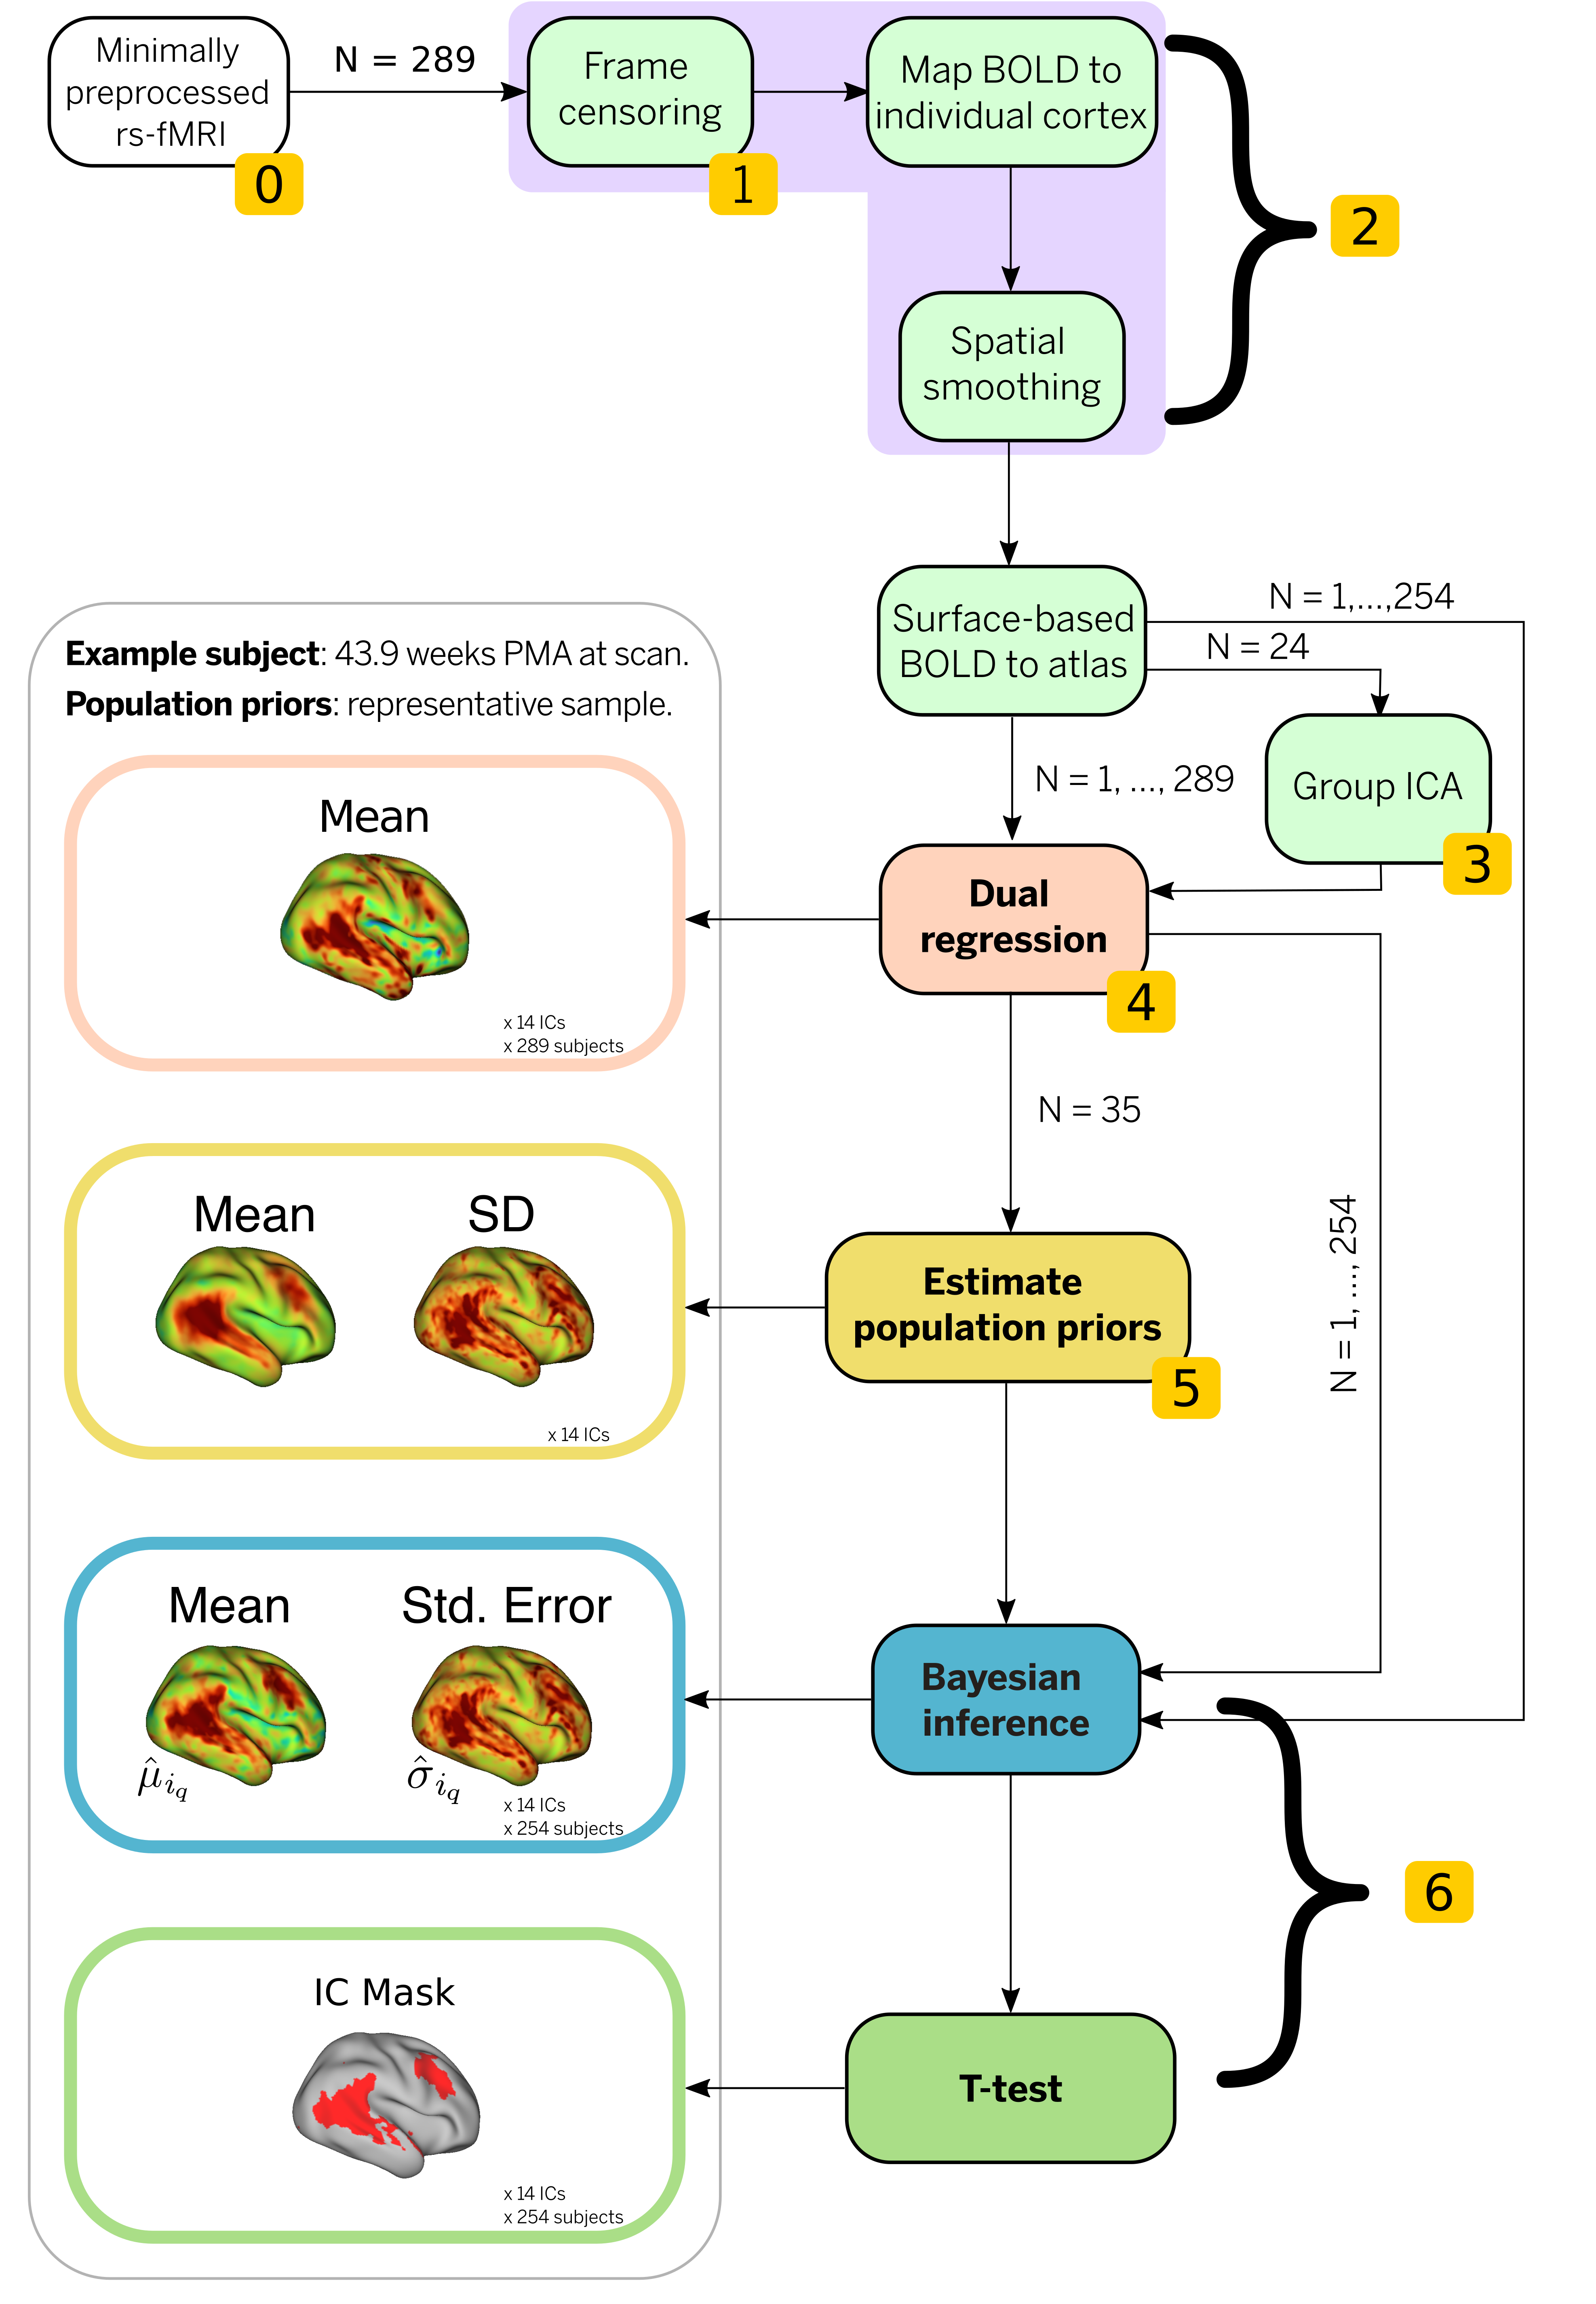 Minimally
preprocessed
rs-fMRI
0
N = 289
Frame
censoring
1
Map BOLD to
individual cortex
2
Spatial
smoothing
Surface-based
BOLD to atlas
N = 1,...,254
N = 24
Group ICA
3
N = 1, ..., 289
Dual
regression
4
N = 35
N = 1, ..., 254
Estimate
population priors
5
Bayesian
inference
6
T-test
Example subject: 43.9 weeks PMA at scan.
Population priors: representative sample.
Mean
x 14 ICs
x 289 subjects
Mean SD
x 14 ICs
Mean Std. Error
μ̂ i_q σ̂ i_q
x 14 ICs
x 254 subjects
IC Mask
x 14 ICs
x 254 subjects